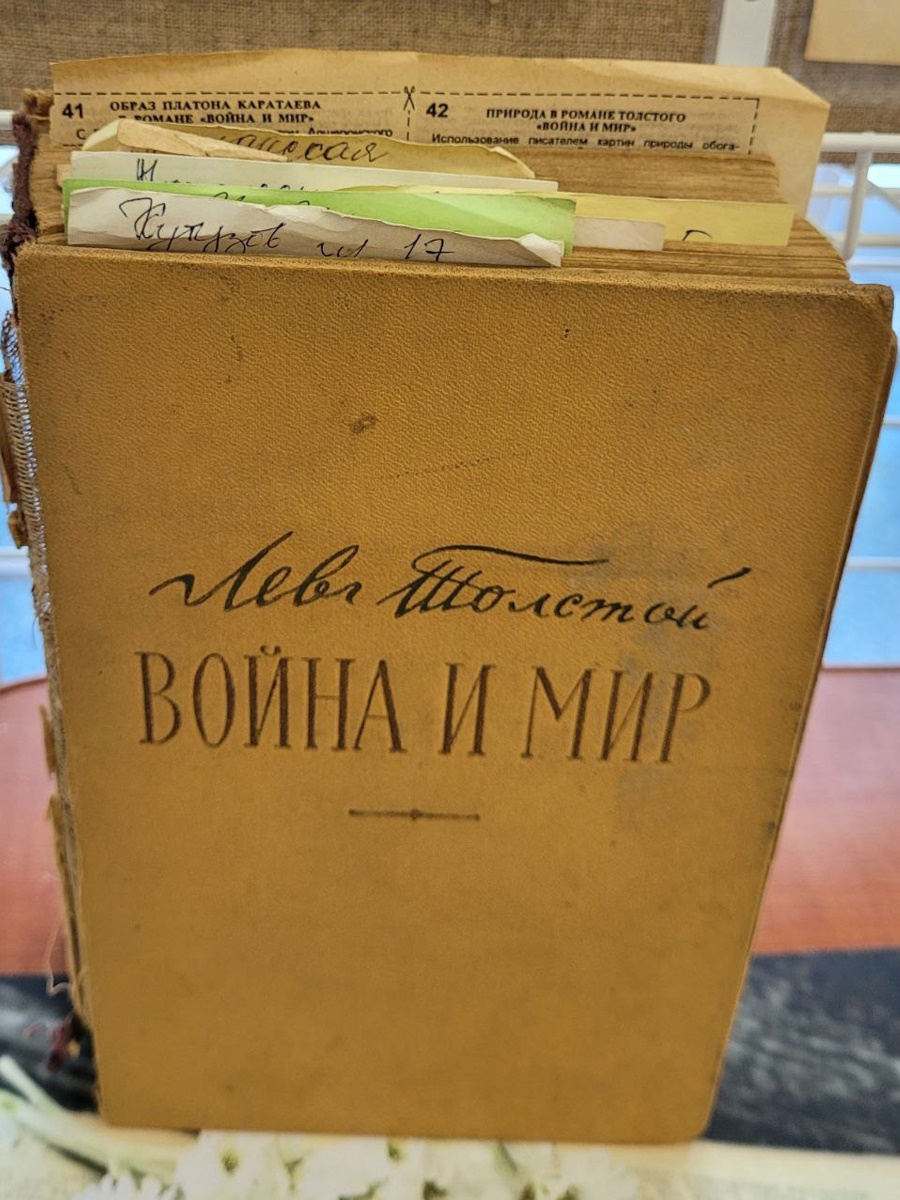 41 ОБРАЗ ПЛАТОНА КАРАТАЕВА
В РОМАНЕ «ВОЙНА И МИР»
42 ПРИРОДА В РОМАНЕ ТОЛСТОГО
«ВОЙНА И МИР»
Использование писателем картин природы обога-
17
Левъ Толстой
ВОЙНА И МИР